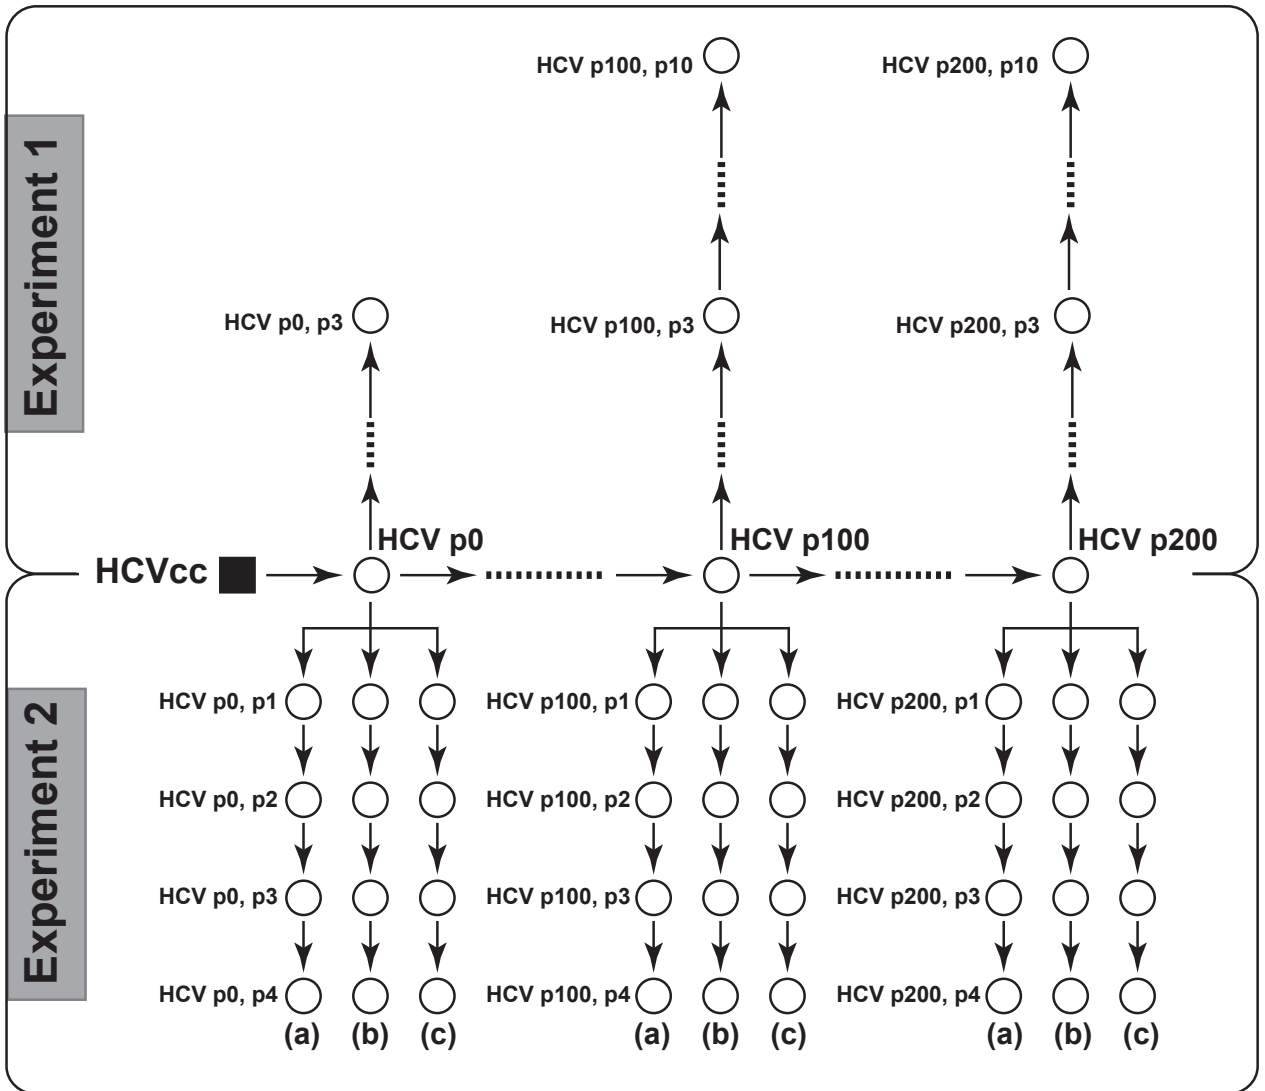 HCV p100, p10 HCV p200, p10
Experiment 1
HCV p0, p3 HCV p100, p3 HCV p200, p3
HCV p0 HCV p100 HCV p200
HCVcc
Experiment 2
HCV p0, p1 HCV p100, p1 HCV p200, p1
HCV p0, p2 HCV p100, p2 HCV p200, p2
HCV p0, p3 HCV p100, p3 HCV p200, p3
HCV p0, p4 HCV p100, p4 HCV p200, p4
(a) (b) (c) (a) (b) (c) (a) (b) (c)